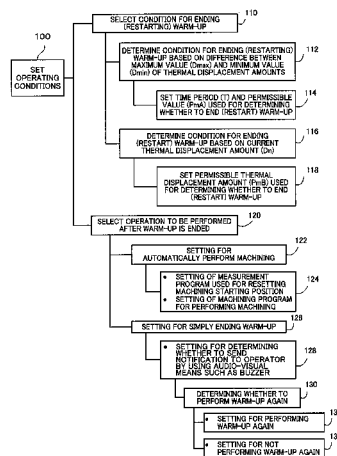 110
SELECT CONDITION FOR ENDING
(RESTARTING) WARM-UP
100
SET
OPERATING
CONDITIONS
112
DETERMINE CONDITION FOR ENDING (RESTARTING)
WARM-UP BASED ON DIFFERENCE BETWEEN
MAXIMUM VALUE (Dmax) AND MINIMUM VALUE
(Dmin) OF THERMAL DISPLACEMENT AMOUNTS
114
SET TIME PERIOD (T) AND PERMISSIBLE
VALUE (PmA) USED FOR DETERMINING
WHETHER TO END (RESTART) WARM-UP
116
DETERMINE CONDITION FOR ENDING
(RESTART) WARM-UP BASED ON CURRENT
THERMAL DISPLACEMENT AMOUNT (Dn)
118
SET PERMISSIBLE THERMAL
DISPLACEMENT AMOUNT (PmB) USED
FOR DETERMINING WHETHER TO END
(RESTART) WARM-UP
120
SELECT OPERATION TO BE PERFORMED
AFTER WARM-UP IS ENDED
122
SETTING FOR
AUTOMATICALLY PERFORM MACHINING
124
• SETTING OF MEASUREMENT
PROGRAM USED FOR RESETTING
MACHINING STARTING POSITION
• SETTING OF MACHINING PROGRAM
FOR PERFORMING MACHINING
126
SETTING FOR SIMPLY ENDING WARM-UP
128
• SETTING FOR DETERMINING
WHETHER TO SEND
NOTIFICATION TO OPERATOR
BY USING AUDIO-VISUAL
MEANS SUCH AS BUZZER
130
DETERMINING WHETHER TO
PERFORM WARM-UP AGAIN
• SETTING FOR PERFORMING
WARM-UP AGAIN
• SETTING FOR NOT
PERFORMING WARM-UP AGAIN